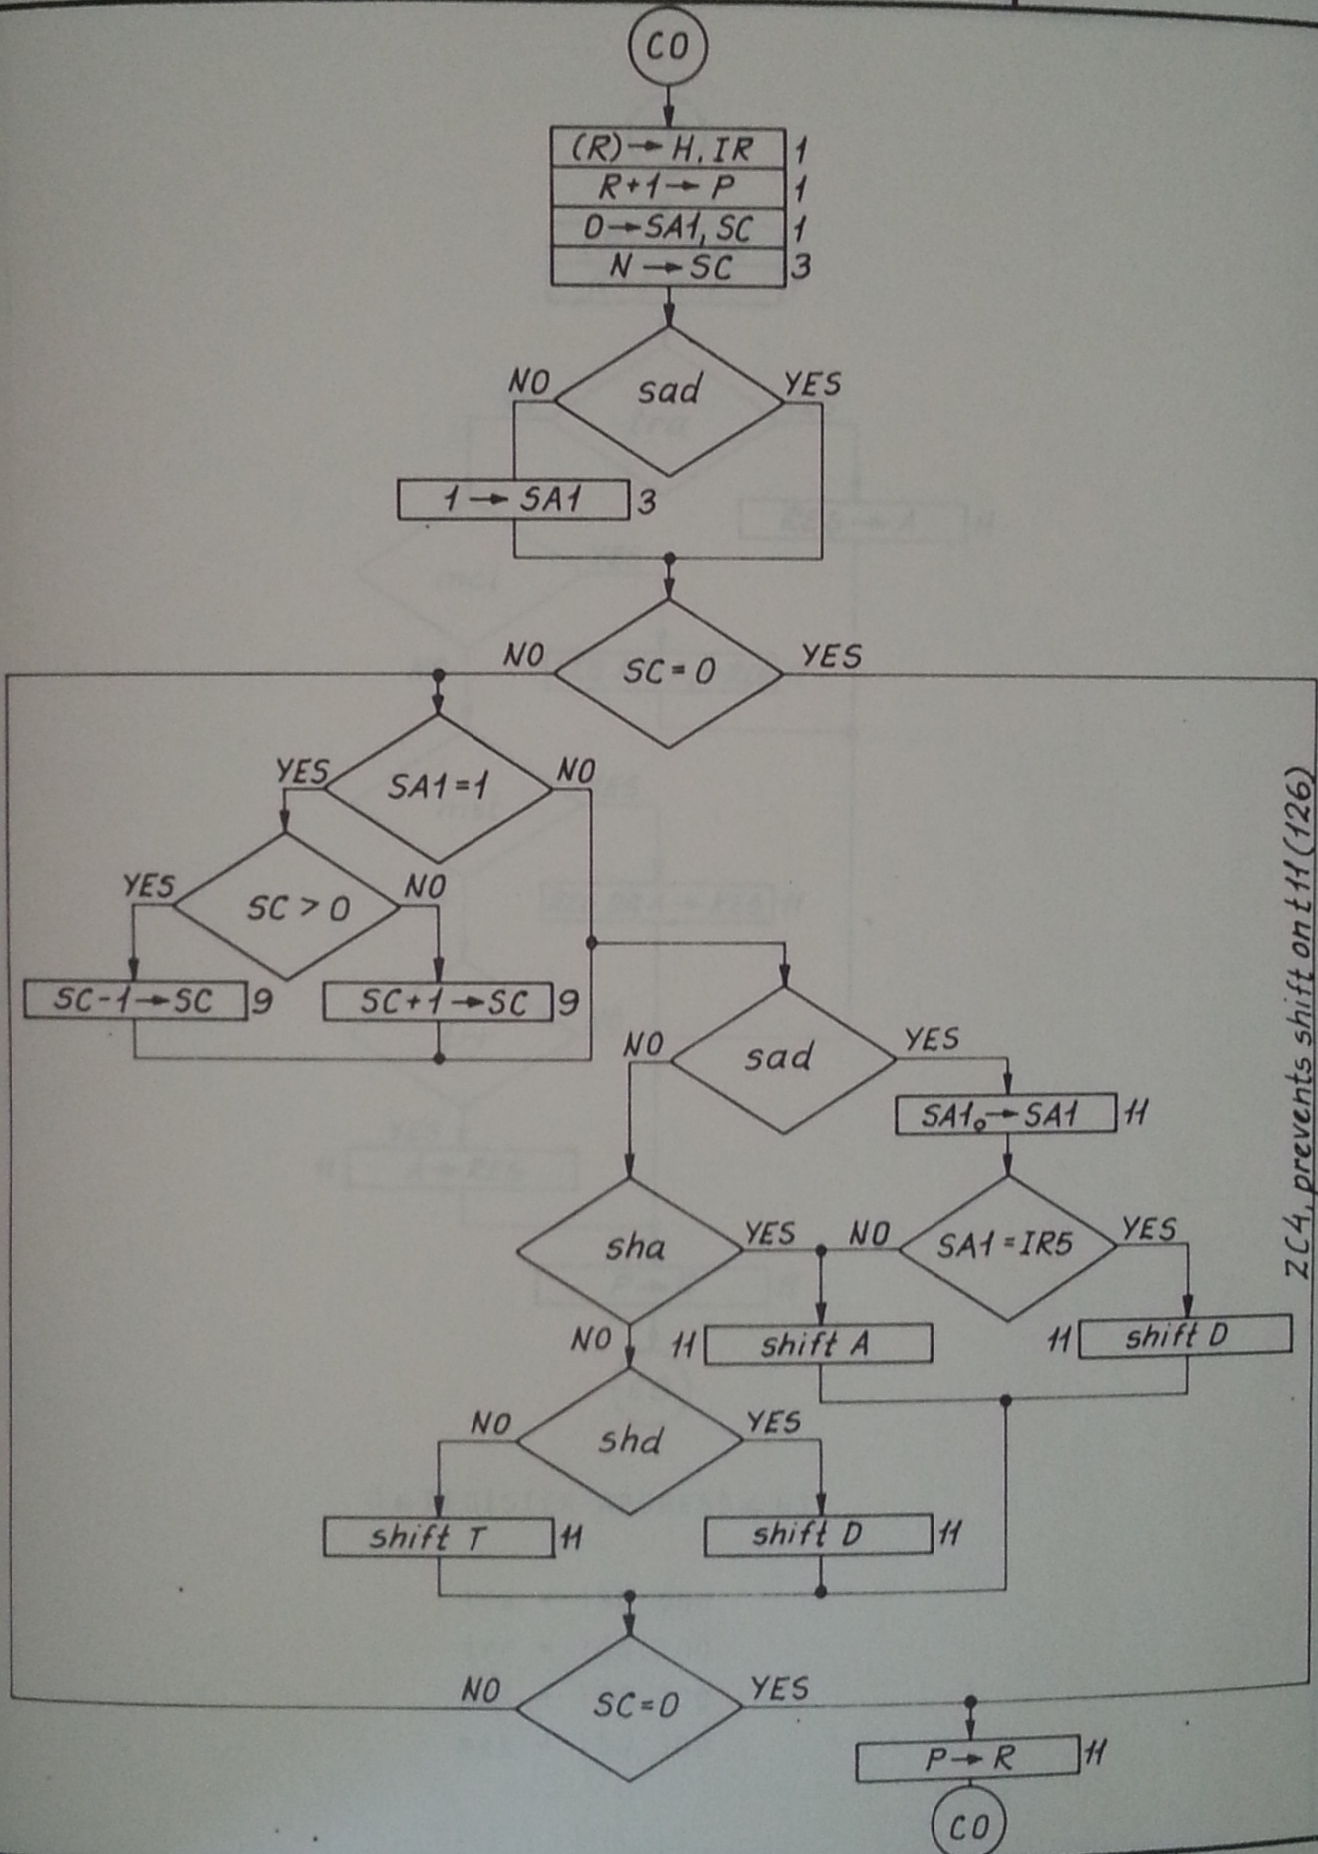 CO
(R)→H, IR 1
R+1→P 1
0→SA1, SC 1
N→SC 3
sad
NO
YES
1→SA1 3
SC=0
NO
YES
SA1=1
YES
NO
SC>0
YES
NO
SC-1→SC 9
SC+1→SC 9
sad
NO
YES
SA1₀→SA1 11
sha
YES
NO
SA1=IR5
NO
YES
11 shift A
11 shift D
shd
NO
YES
shift T 11
shift D 11
SC=0
NO
YES
P→R 11
CO
ZC4, prevents shift on t11(126)